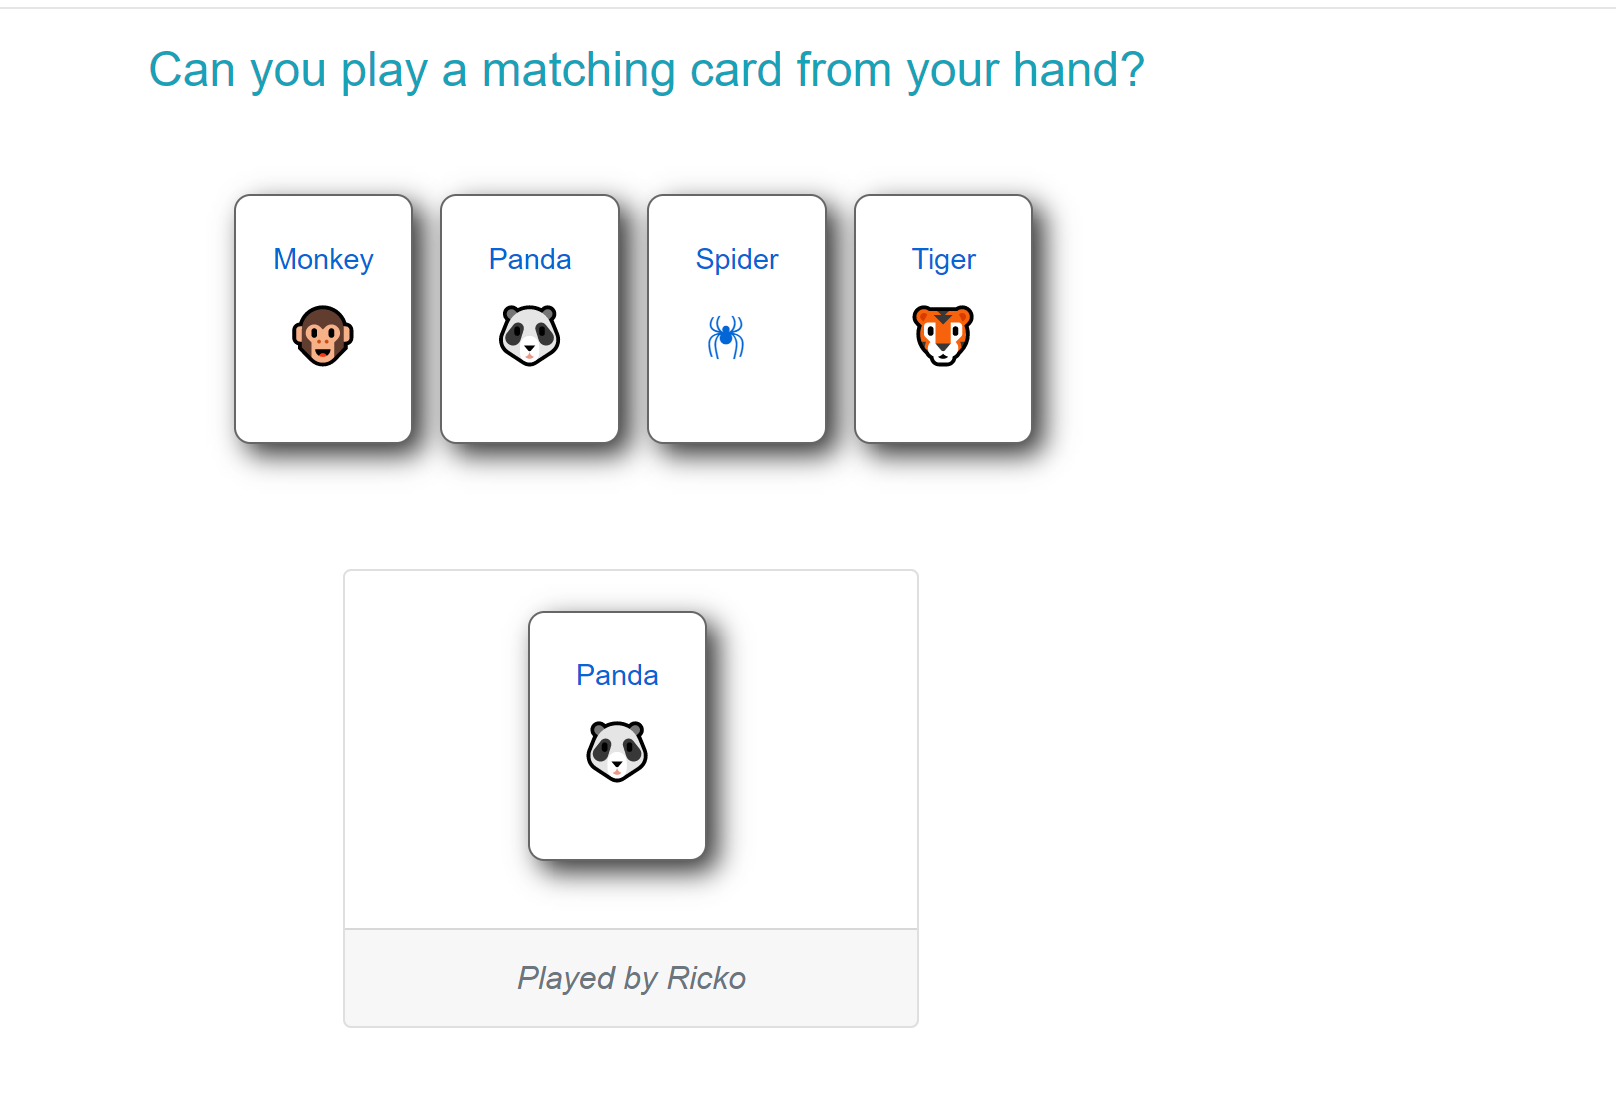 Can you play a matching card from your hand?
Monkey
Panda
Spider
Tiger
Panda
Played by Ricko